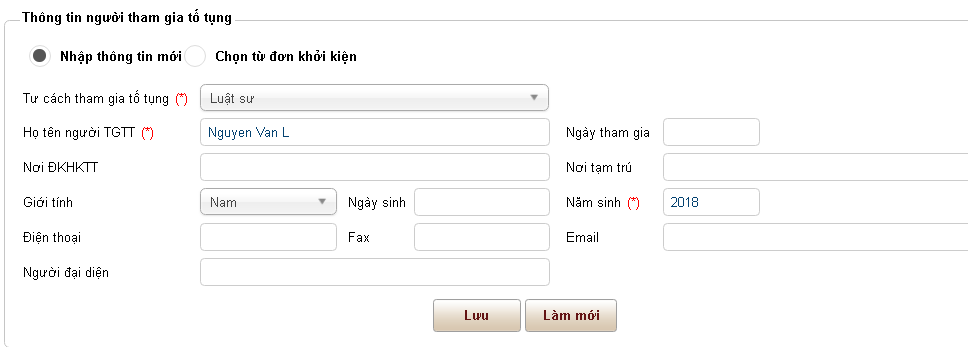 Thông tin người tham gia tố tụng
Nhập thông tin mới Chọn từ đơn khởi kiện
Tư cách tham gia tố tụng (*) Luật sư
Họ tên người TGTT (*) Nguyen Van L Ngày tham gia
Nơi ĐKHKTT Nơi tạm trú
Giới tính Nam Ngày sinh Năm sinh (*) 2018
Điện thoại Fax Email
Người đại diện
Lưu Làm mới